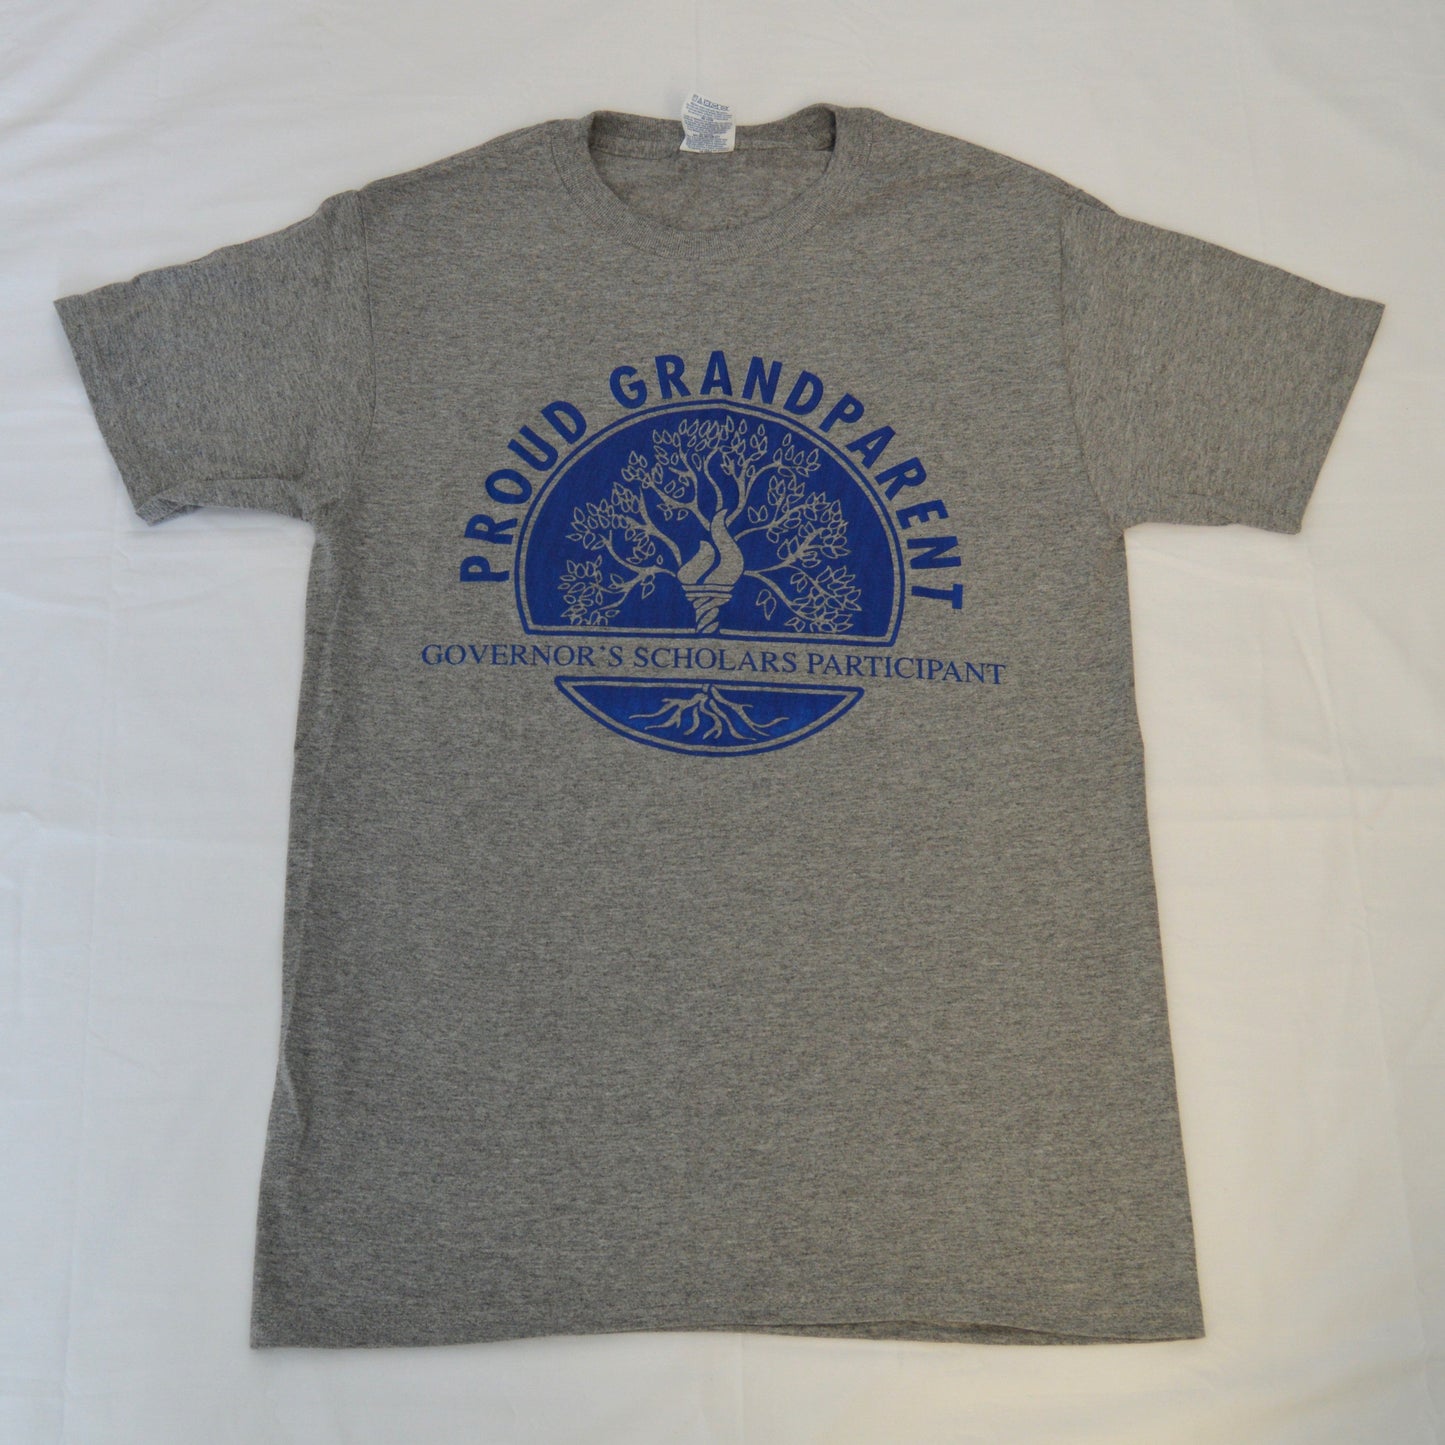 PROUD GRANDPARENT
GOVERNOR'S SCHOLARS PARTICIPANT